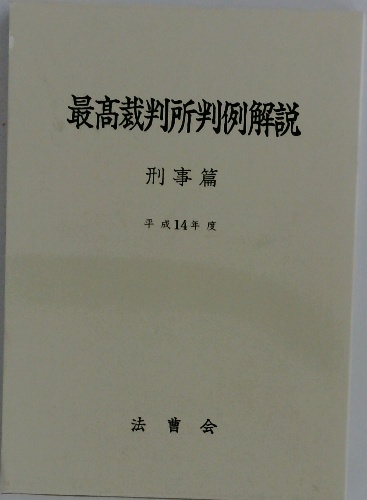 最高裁判所判例解説
刑事篇
平成14年度
法曹会